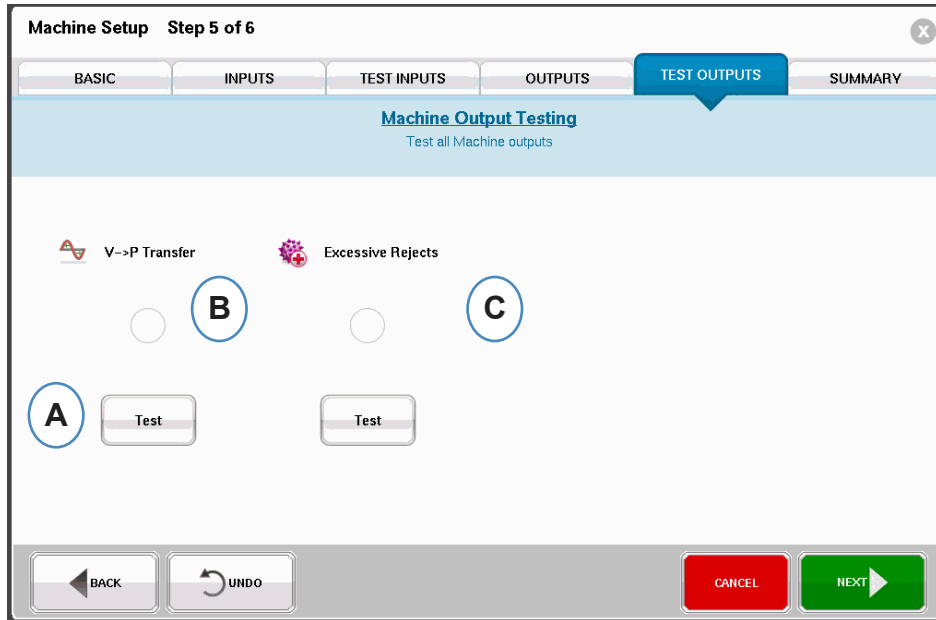 Machine Setup Step 5 of 6
X
BASIC
INPUTS
TEST INPUTS
OUTPUTS
TEST OUTPUTS
SUMMARY
Machine Output Testing
Test all Machine outputs
V->P Transfer
Excessive Rejects
B
C
A
Test
Test
BACK
UNDO
CANCEL
NEXT